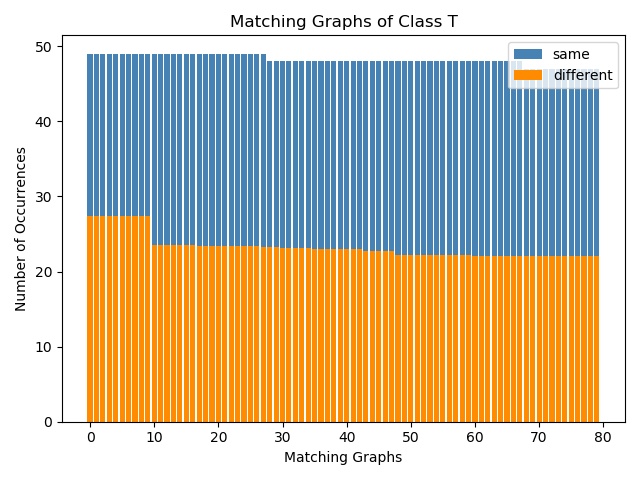 Matching Graphs of Class T
same
different
Number of Occurrences
50
40
30
20
10
0
0 10 20 30 40 50 60 70 80
Matching Graphs